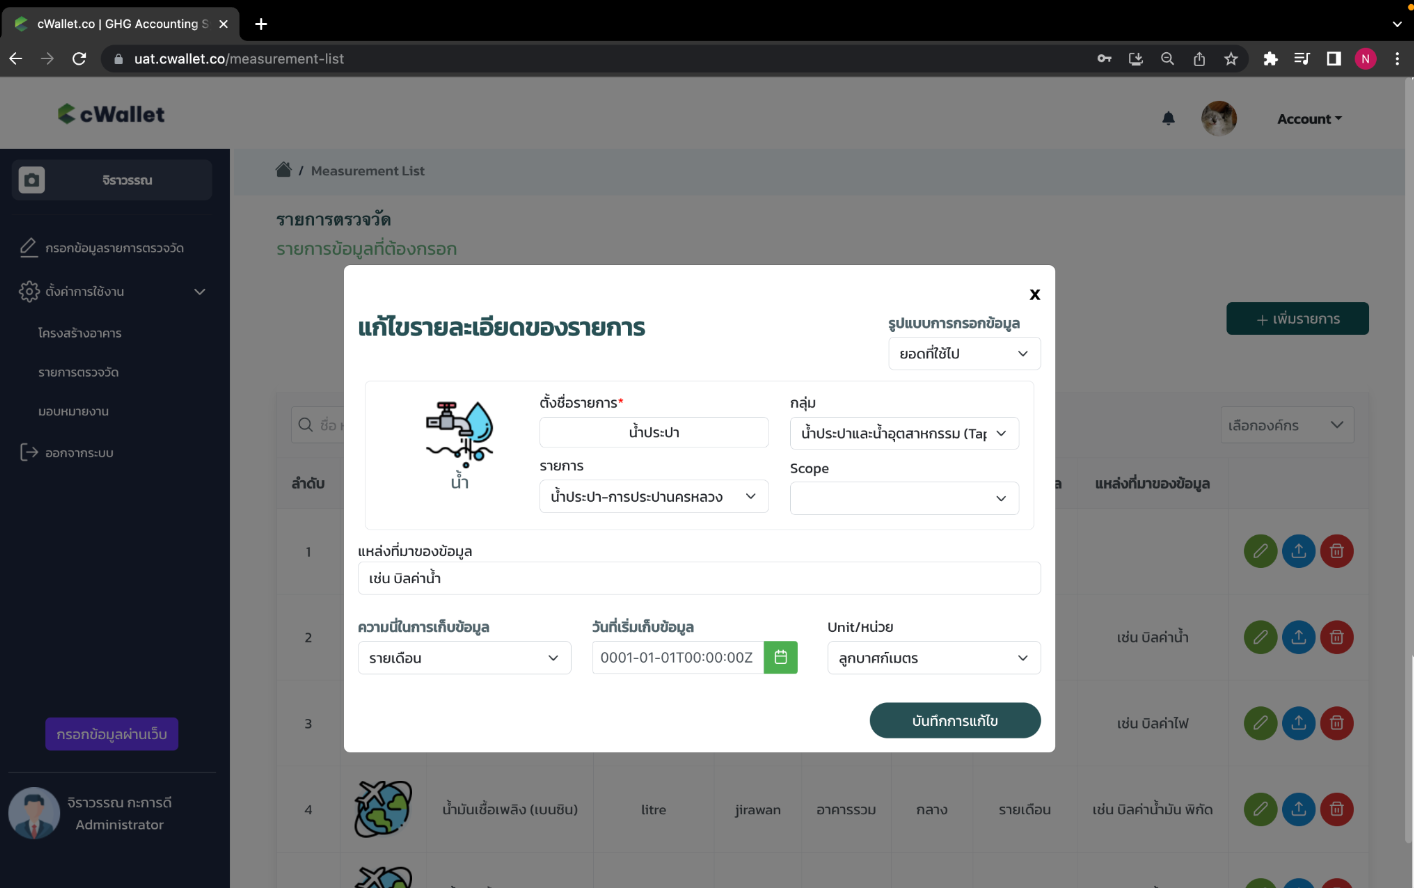 cWallet.co | GHG Accounting S
uat.cwallet.co/measurement-list
N
cWallet
Account
จิราวรรณ
กรอกข้อมูลรายการตรวจวัด
ตั้งค่าการใช้งาน
โครงสร้างอาคาร
รายการตรวจวัด
มอบหมายงาน
ออกจากระบบ
กรอกข้อมูลผ่านเว็บ
จิราวรรณ กะการดี
Administrator
/ Measurement List
รายการตรวจวัด
รายการข้อมูลที่ต้องกรอก
+ เพิ่มรายการ
ชื่อ ห
เลือกองค์กร
ลำดับ
ล
แหล่งที่มาของข้อมูล
1
2
เช่น บิลค่าน้ำ
3
เช่น บิลค่าไฟ
4
น้ำมันเชื้อเพลิง (เบนซิน)
litre
jirawan
อาคารรวม
กลาง
รายเดือน
เช่น บิลค่าน้ำมัน พิกัด
x
แก้ไขรายละเอียดของรายการ
รูปแบบการกรอกข้อมูล
ยอดที่ใช้ไป
น้ำ
ตั้งชื่อรายการ*
น้ำประปา
กลุ่ม
น้ำประปาและน้ำอุตสาหกรรม (Tap
รายการ
น้ำประปา-การประปานครหลวง
Scope
แหล่งที่มาของข้อมูล
เช่น บิลค่าน้ำ
ความถี่ในการเก็บข้อมูล
รายเดือน
วันที่เริ่มเก็บข้อมูล
0001-01-01T00:00:00Z
Unit/หน่วย
ลูกบาศก์เมตร
บันทึกการแก้ไข